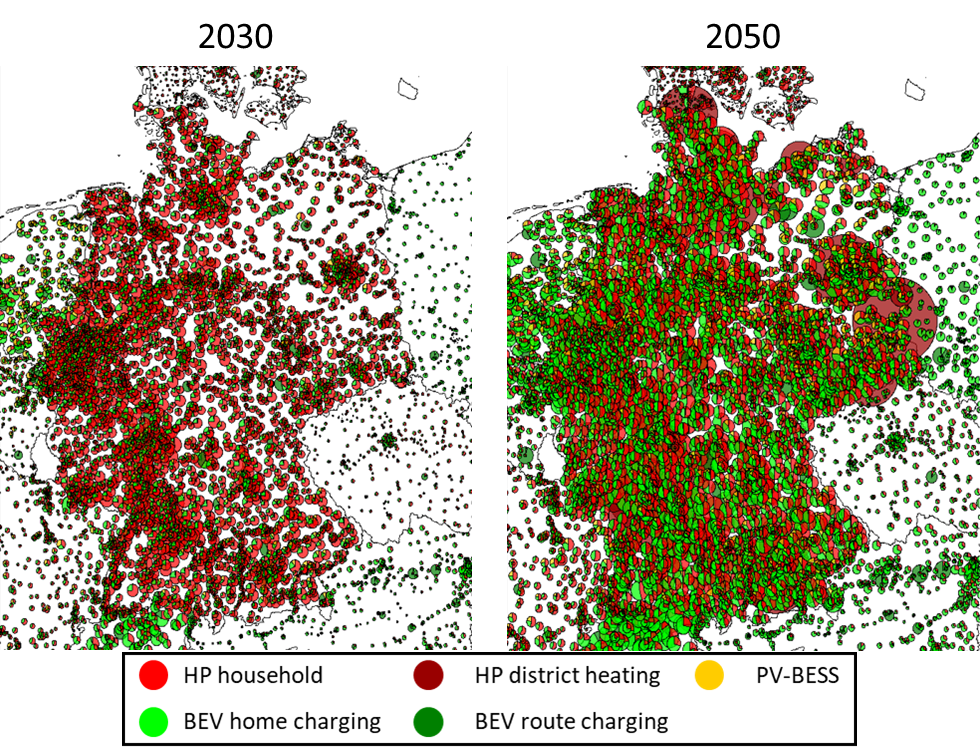 2030 2050
HP household HP district heating PV-BESS
BEV home charging BEV route charging